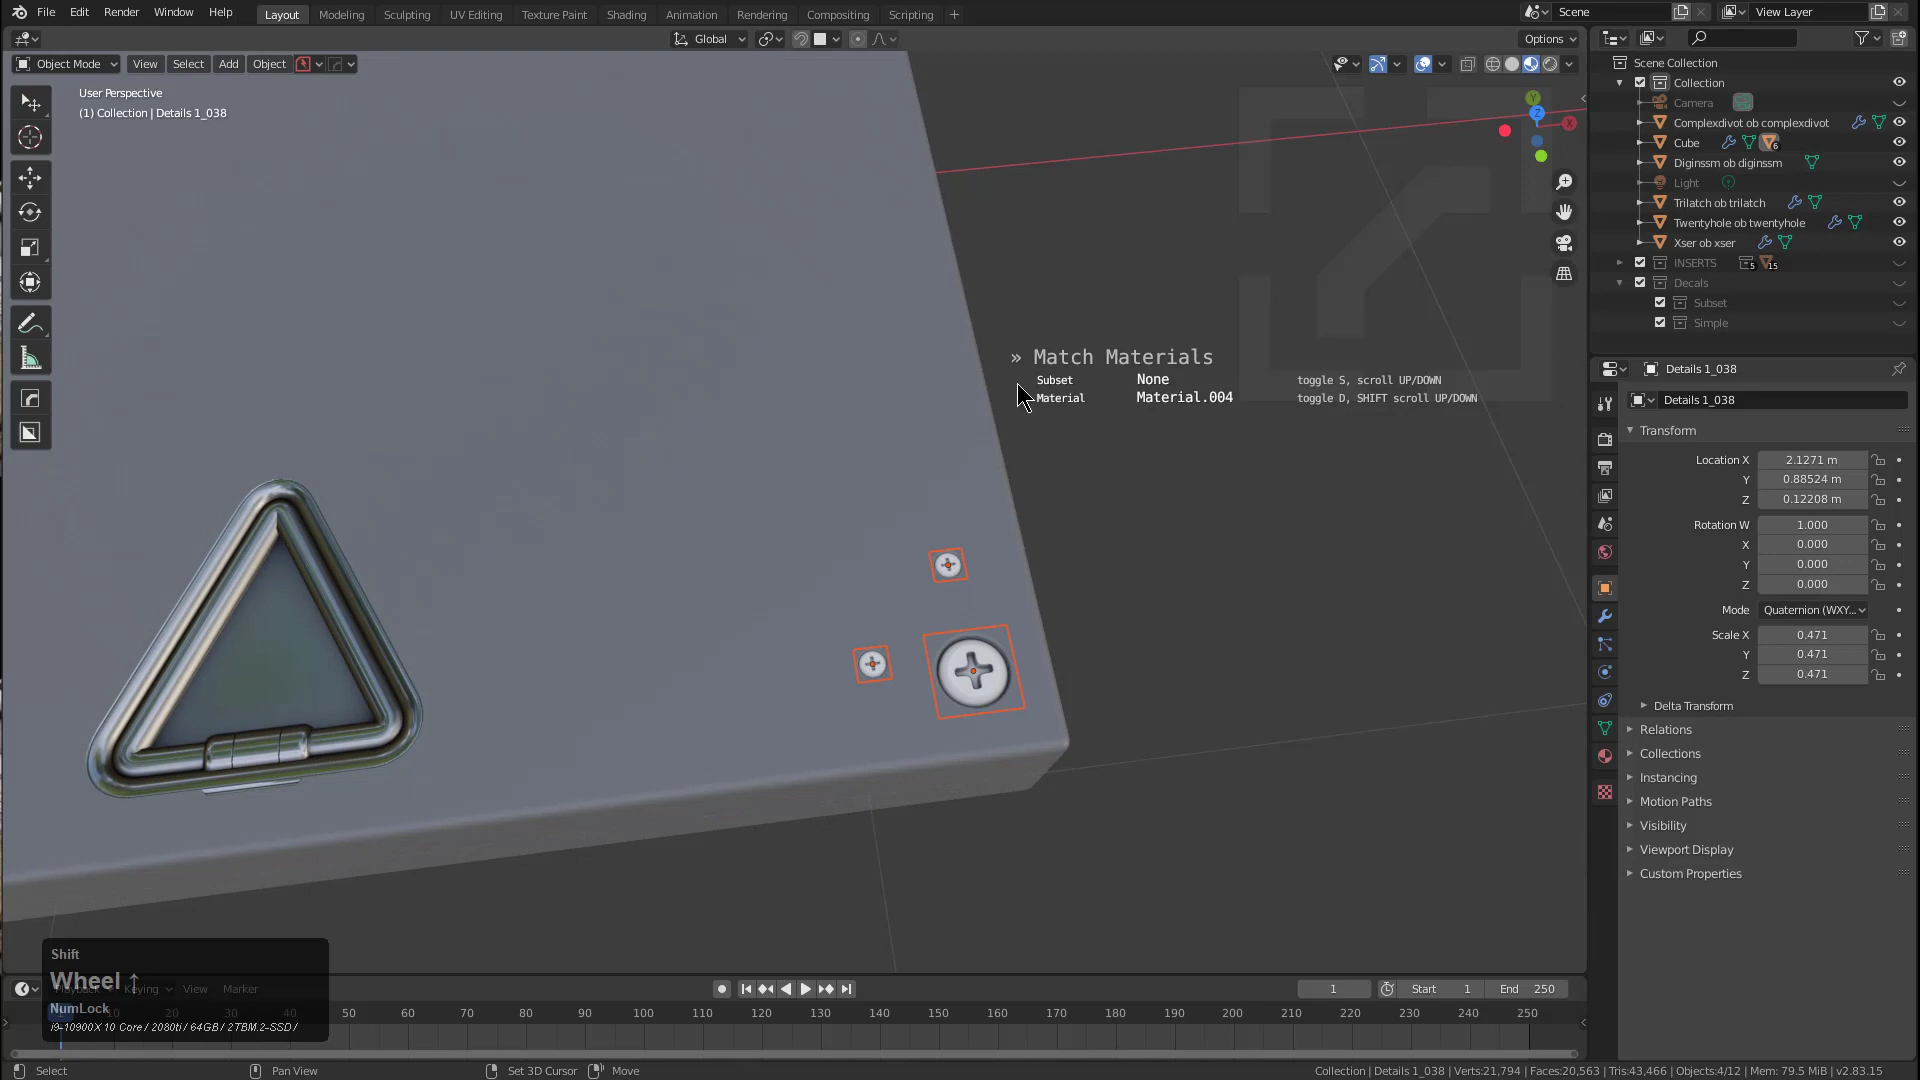 File Edit Render Window Help
Layout Modeling Sculpting UV Editing Texture Paint Shading Animation Rendering Compositing Scripting +
Scene
View Layer
Global
Options
Object Mode View Select Add Object
User Perspective
(1) Collection | Details 1_038
Y
Z
X
» Match Materials
Subset None toggle S, scroll UP/DOWN
Material Material.004 toggle D, SHIFT scroll UP/DOWN
Scene Collection
Collection
Camera
Complexdivot ob complexdivot
Cube 6
Diginssm ob diginssm
Light
Trilatch ob trilatch
Twentyhole ob twentyhole
Xser ob xser
INSERTS 5 15
Decals
Subset
Simple
Details 1_038
Details 1_038
Transform
Location X 2.1271 m
Y 0.88524 m
Z 0.12208 m
Rotation W 1.000
X 0.000
Y 0.000
Z 0.000
Mode Quaternion (WXY...
Scale X 0.471
Y 0.471
Z 0.471
Delta Transform
Relations
Collections
Instancing
Motion Paths
Visibility
Viewport Display
Custom Properties
Shift
Wheel ↑
NumLock
i9-10900X 10 Core / 2080ti / 64GB / 2TBM.2-SSD /
Playback Keying View Marker
1 Start 1 End 250
10 20 30 40 50 60 70 80 90 100 110 120 130 140 150 160 170 180 190 200 210 220 230 240 250
Select Pan View Set 3D Cursor Move
Collection | Details 1_038 | Verts:21,794 | Faces:20,563 | Tris:43,466 | Objects:4/12 | Mem: 79.5 MiB | v2.83.15